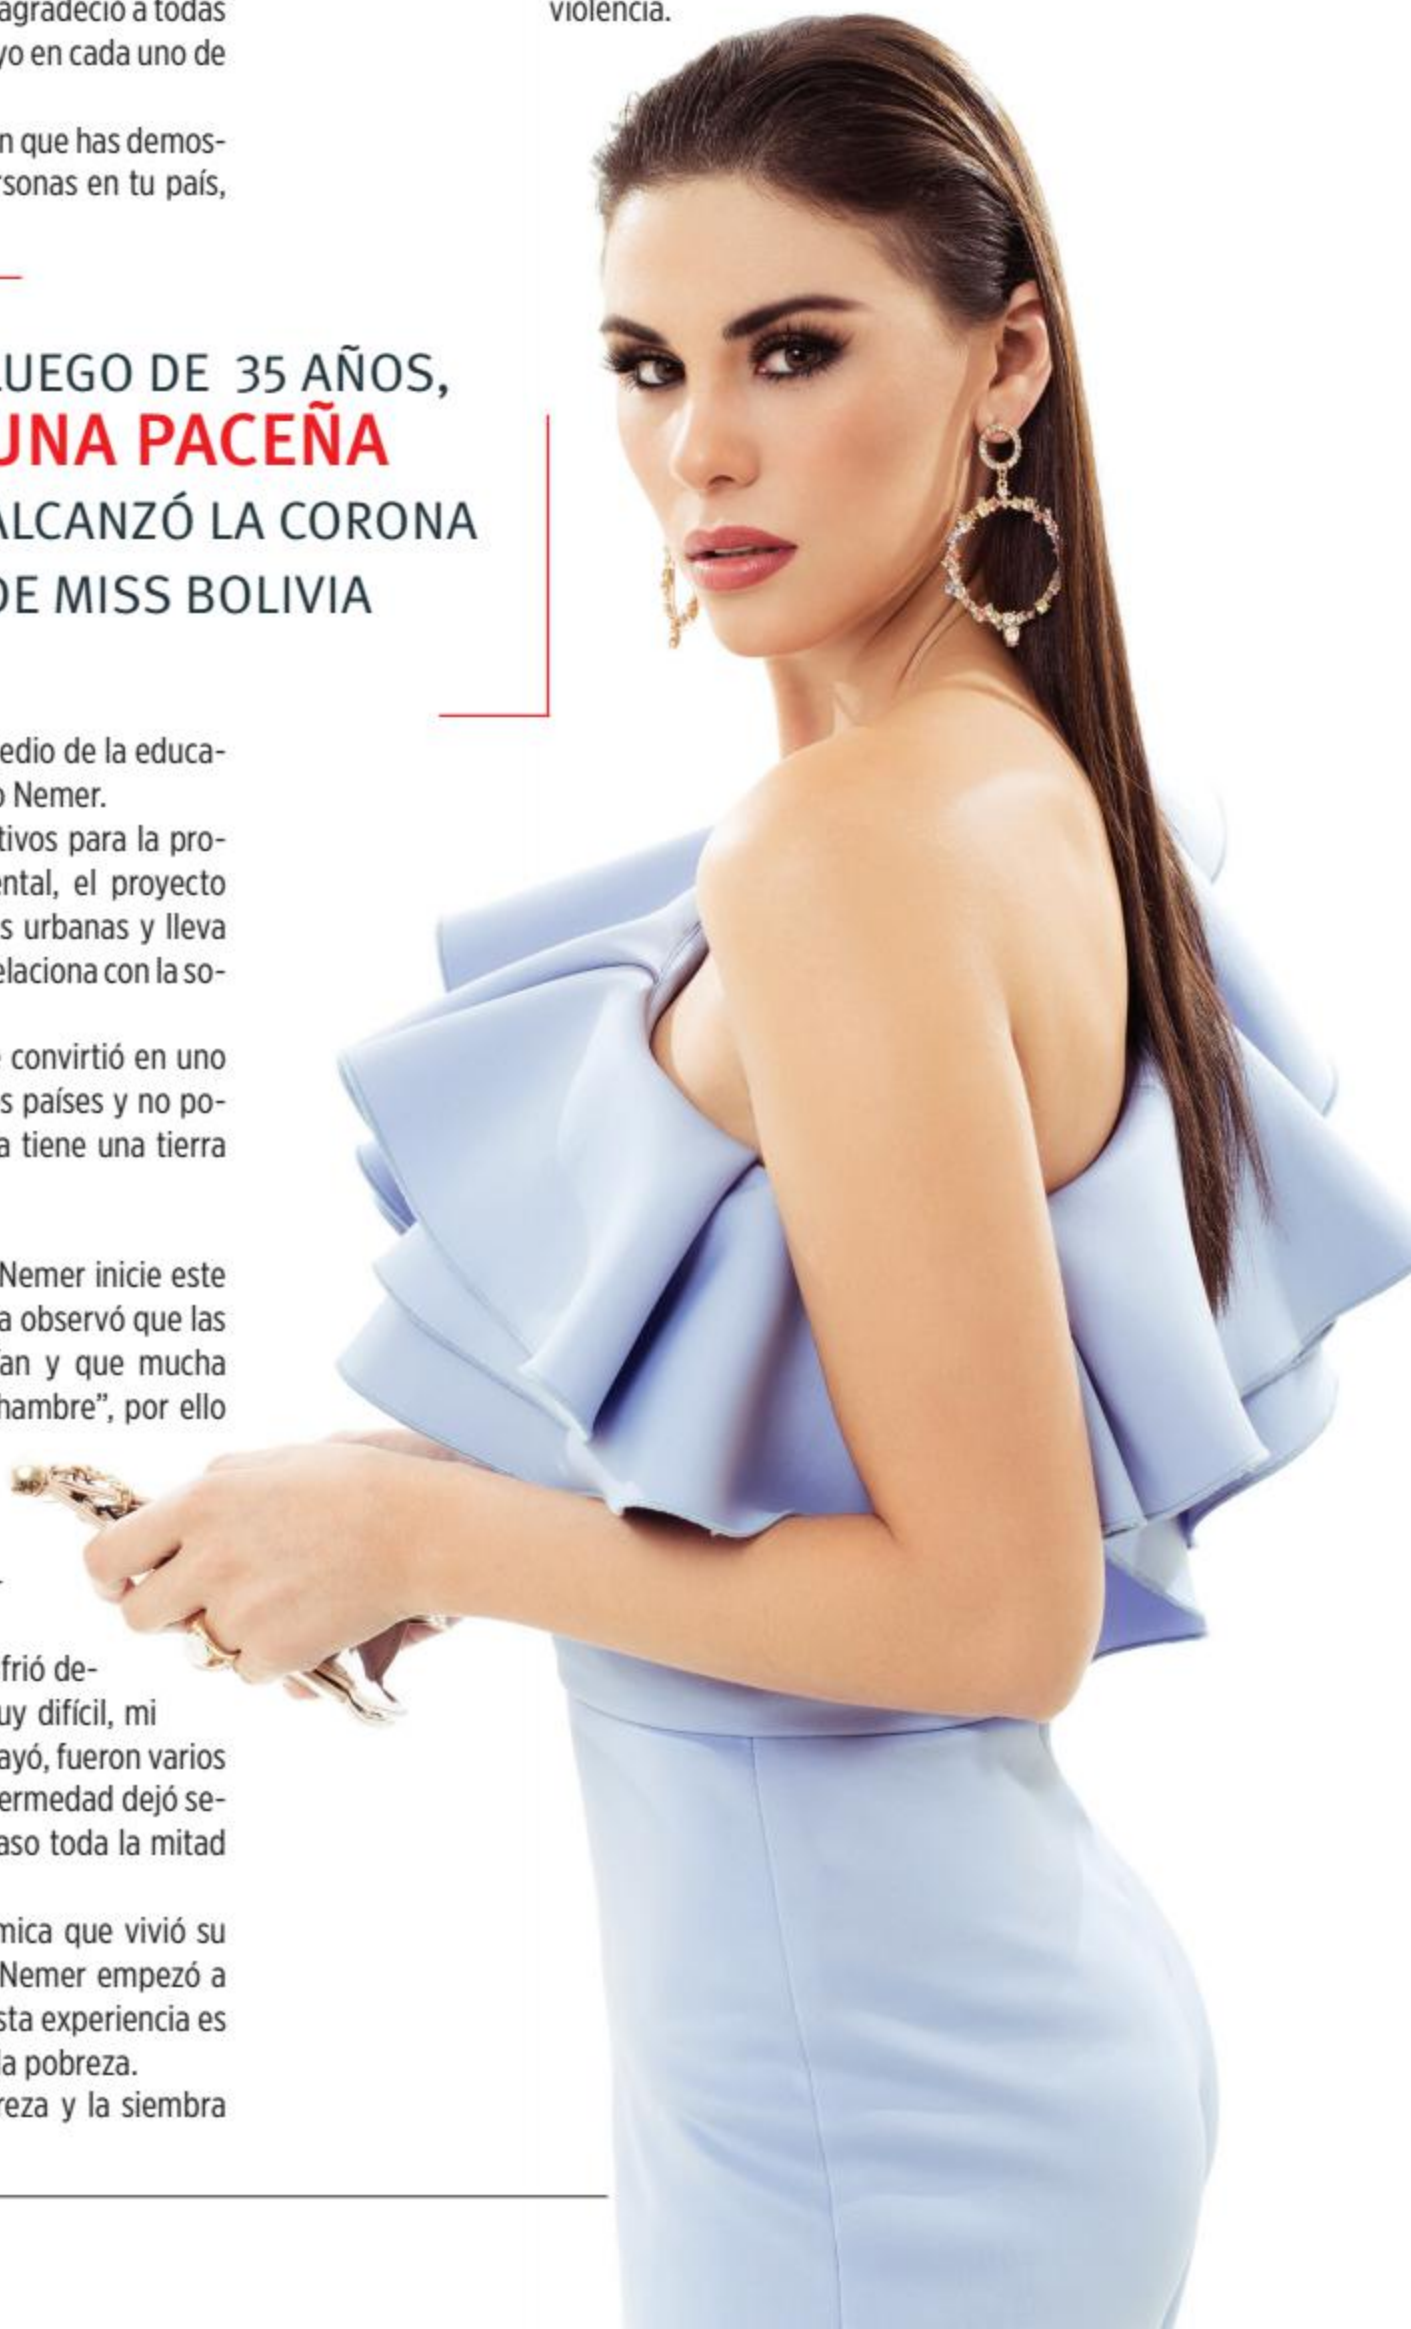 agradeció a todas
yo en cada uno de
n que has demos-
sonas en tu país,
LUEGO DE 35 AÑOS,
UNA PACEÑA
ALCANZÓ LA CORONA
DE MISS BOLIVIA
edio de la educa-
o Nemer.
tivos para la pro-
ental, el proyecto
s urbanas y lleva
elaciona con la so-
e convirtió en uno
s países y no po-
a tiene una tierra
Nemer inicie este
a observó que las
ían y que mucha
hambre”, por ello
frió de-
uy difícil, mi
ayó, fueron varios
ermedad dejó se-
aso toda la mitad
mica que vivió su
Nemer empezó a
sta experiencia es
la pobreza.
reza y la siembra
violencia.